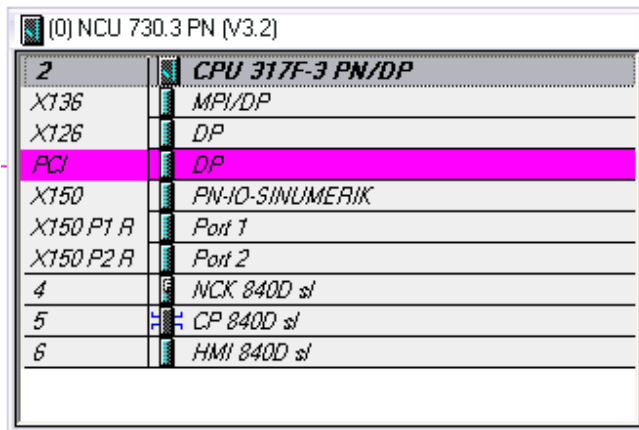 (0) NCU 730.3 PN (V3.2)
2 CPU 317F-3 PN/DP
X136 MPI/DP
X126 DP
PCI DP
X150 PN-IO-SINUMERIK
X150 P1 R Port 1
X150 P2 R Port 2
4 NCK 840D sl
5 CP 840D sl
6 HMI 840D sl